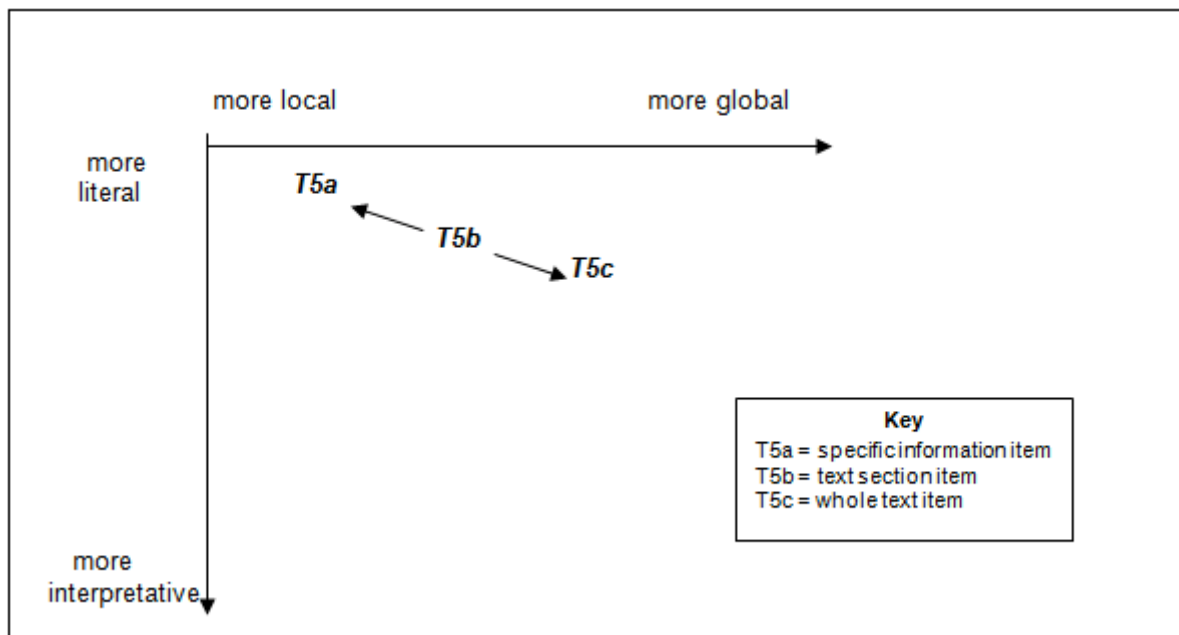 more local
more global
more
literal
T5a
T5b
T5c
Key
T5a = specific information item
T5b = text section item
T5c = whole text item
more
interpretative